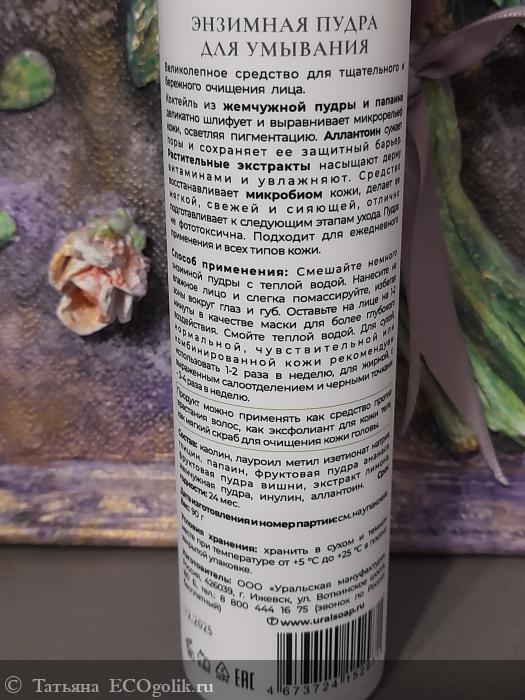 ЭНЗИМНАЯ ПУДРА
ДЛЯ УМЫВАНИЯ
Великолепное средство для тщательного и
бережного очищения лица.
Коктейль из жемчужной пудры и папаина
деликатно шлифует и выравнивает микрорельеф
кожи, осветляя пигментацию. Аллантоин сужает
поры и сохраняет ее защитный барьер.
Растительные экстракты насыщают дерму
витаминами и увлажняют. Средство
восстанавливает микробиом кожи, делает ее
мягкой, свежей и сияющей, отлично
подготавливает к следующим этапам ухода. Пудра
не фототоксична. Подходит для ежедневного
применения и всех типов кожи.
Способ применения: Смешайте немного
энзимной пудры с теплой водой. Нанесите на
влажное лицо и слегка помассируйте, избегая
зоны вокруг глаз и губ. Оставьте на лице на 1-2
минуты в качестве маски для более глубокого
воздействия. Смойте теплой водой. Для сухой,
нормальной, чувствительной или
комбинированной кожи рекомендуем
использовать 1-2 раза в неделю, для жирной, с
выраженным салоотделением и черными точками
раза в неделю.
Продукт можно применять как средство против
врастания волос, как эксфолиант для кожи тела,
как мягкий скраб для очищения кожи головы.
Состав: каолин, лауроил метил изетионат натрия,
глицин, папаин, фруктовая пудра ананаса,
фруктовая пудра вишни, экстракт лимона,
жемчужная пудра, инулин, аллантоин. Срок
годности: 24 мес.
Дата изготовления и номер партии: см. на упаковке
Вес: 90 г
Условия хранения: хранить в сухом и темном
месте при температуре от +5 °С до +25 °С в плотно
закрытой упаковке.
Изготовитель: ООО «Уральская мануфактура»
Россия, 426039, г. Ижевск, ул. Воткинское шоссе,
тел. 8 800 444 16 75 (звонок по России
бесплатный)
www.uralsoap.ru
12.2025
EAC
4 673724
Татьяна ECOgolik.ru